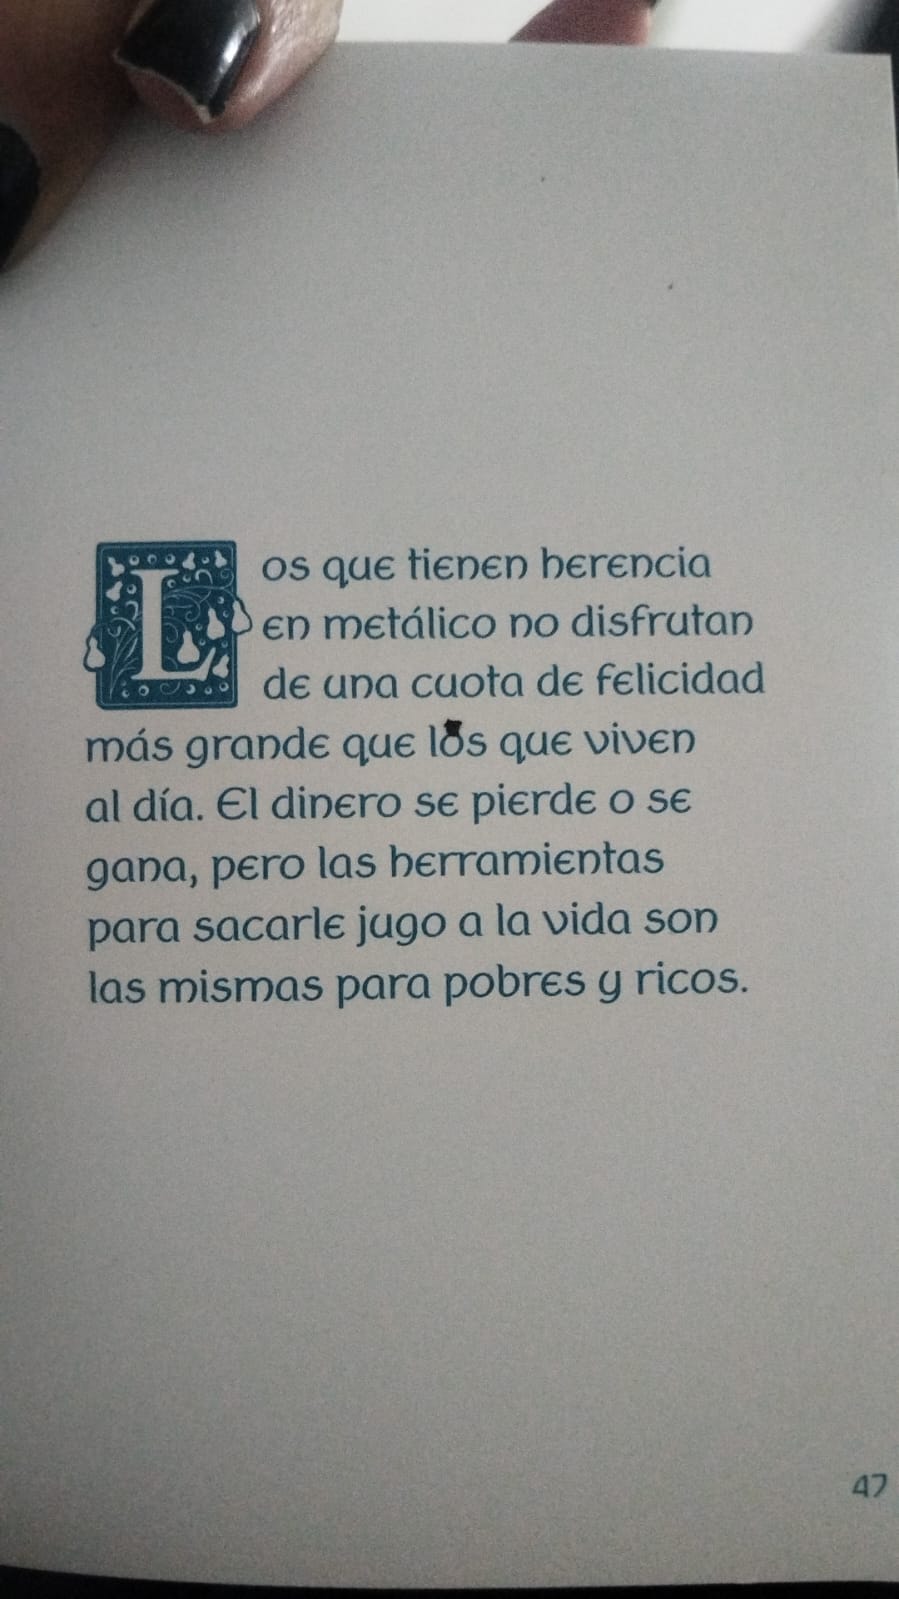 Los que tienen herencia
en metálico no disfrutan
de una cuota de felicidad
más grande que los que viven
al día. El dinero se pierde o se
gana, pero las herramientas
para sacarle jugo a la vida son
las mismas para pobres y ricos.
47